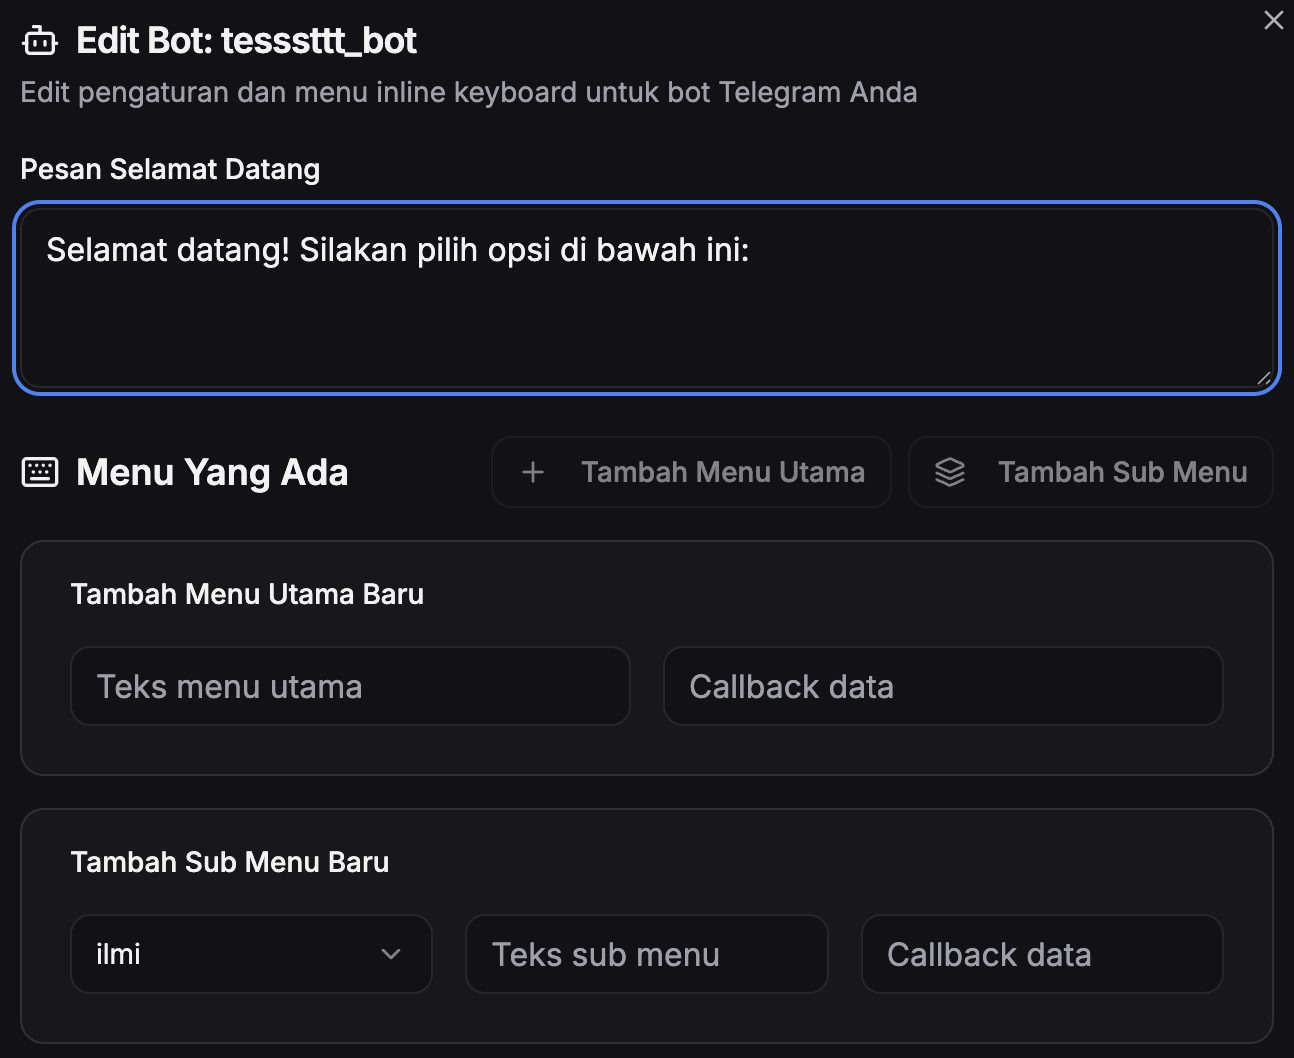 Edit Bot: tesssttt_bot
Edit pengaturan dan menu inline keyboard untuk bot Telegram Anda
Pesan Selamat Datang
Selamat datang! Silakan pilih opsi di bawah ini:
Menu Yang Ada
Tambah Menu Utama
Tambah Sub Menu
Tambah Menu Utama Baru
Teks menu utama
Callback data
Tambah Sub Menu Baru
ilmi
Teks sub menu
Callback data